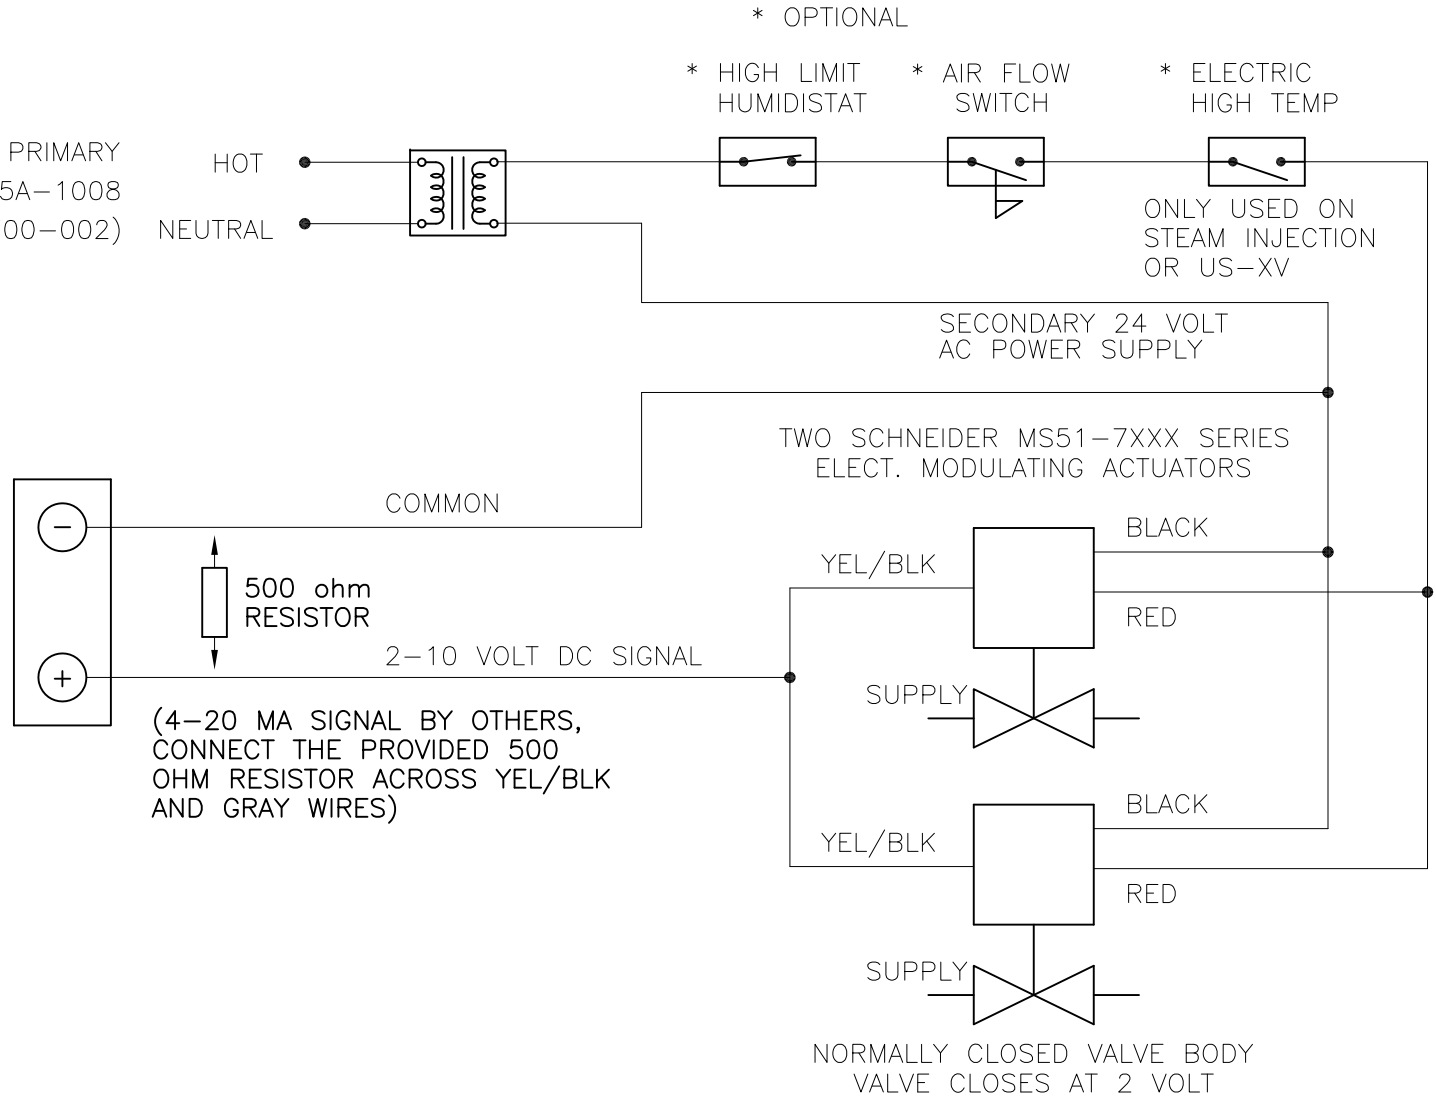 * OPTIONAL
* HIGH LIMIT
HUMIDISTAT
* AIR FLOW
SWITCH
* ELECTRIC
HIGH TEMP
PRIMARY
5A-1008
00-002)
HOT
NEUTRAL
ONLY USED ON
STEAM INJECTION
OR US-XV
SECONDARY 24 VOLT
AC POWER SUPPLY
TWO SCHNEIDER MS51-7XXX SERIES
ELECT. MODULATING ACTUATORS
COMMON
-
500 ohm
RESISTOR
2-10 VOLT DC SIGNAL
+
(4-20 MA SIGNAL BY OTHERS,
CONNECT THE PROVIDED 500
OHM RESISTOR ACROSS YEL/BLK
AND GRAY WIRES)
YEL/BLK
BLACK
RED
SUPPLY
YEL/BLK
BLACK
RED
SUPPLY
NORMALLY CLOSED VALVE BODY
VALVE CLOSES AT 2 VOLT